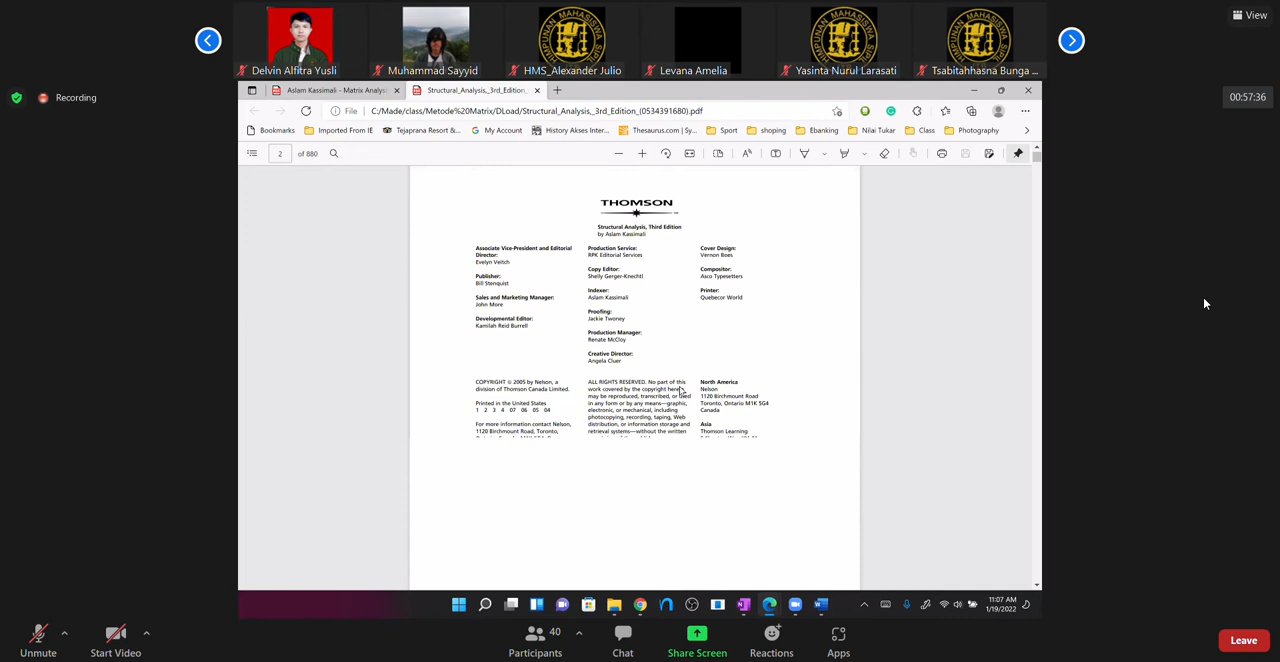 View
Delvin Alfitra Yusli
Muhammad Sayyid
HMS_Alexander Julio
Levana Amelia
Yasinta Nurul Larasati
Tsabitahhasna Bunga ...
Recording
00:57:36
Aslam Kassimali - Matrix Analys
Structural_Analysis,_3rd_Edition_
File
C:/Made/class/Metode%20Matrix/DLoad/Structural_Analysis,_3rd_Edition_(0534391680).pdf
Bookmarks
Imported From IE
Tejaprana Resort &...
My Account
History Akses Inter...
Thesaurus.com | Sy...
Sport
shoping
Ebanking
Nilai Tukar
Class
Photography
2
of 880
THOMSON
Structural Analysis, Third Edition
by Aslam Kassimali
Associate Vice-President and Editorial
Director:
Evelyn Veitch
Publisher:
Bill Stenquist
Sales and Marketing Manager:
John More
Developmental Editor:
Kamilah Reid Burrell
Production Service:
RPK Editorial Services
Copy Editor:
Shelly Gerger-Knechtl
Indexer:
Aslam Kassimali
Proofing:
Jackie Twoney
Production Manager:
Renate McCloy
Creative Director:
Angela Cluer
Cover Design:
Vernon Boes
Compositor:
Asco Typesetters
Printer:
Quebecor World
COPYRIGHT © 2005 by Nelson, a
division of Thomson Canada Limited.
Printed in the United States
1 2 3 4 07 06 05 04
For more information contact Nelson,
1120 Birchmount Road, Toronto,
ALL RIGHTS RESERVED. No part of this
work covered by the copyright here
may be reproduced, transcribed, or used
in any form or by any means—graphic,
electronic, or mechanical, including
photocopying, recording, taping, Web
distribution, or information storage and
retrieval systems—without the written
North America
Nelson
1120 Birchmount Road
Toronto, Ontario M1K 5G4
Canada
Asia
Thomson Learning
11:07 AM
1/19/2022
Unmute
Start Video
40
Participants
Chat
Share Screen
Reactions
Apps
Leave